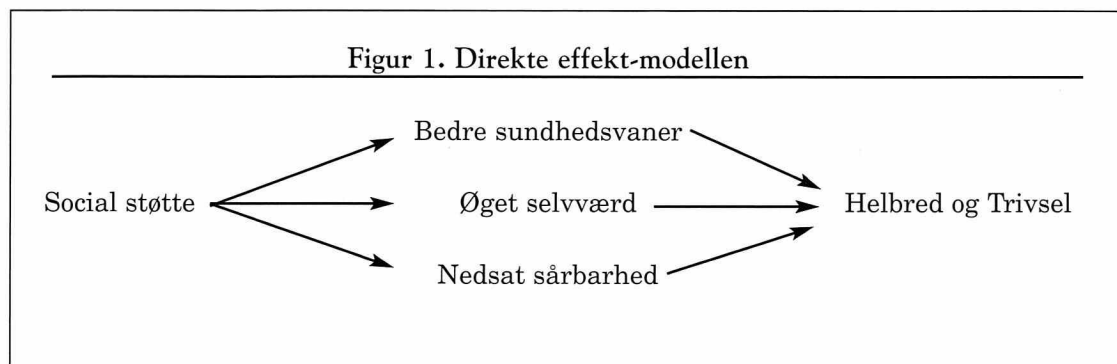 Figur 1. Direkte effekt-modellen
Bedre sundhedsvaner
Social støtte
Øget selvværd
Helbred og Trivsel
Nedsat sårbarhed